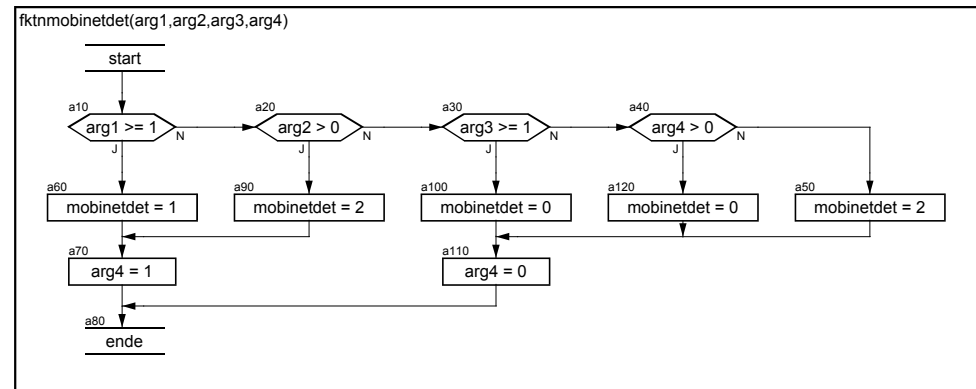 fktnmobinetdet(arg1,arg2,arg3,arg4)
start
a10
arg1 >= 1
N
J
a20
arg2 > 0
N
J
a30
arg3 >= 1
N
J
a40
arg4 > 0
N
J
a60
mobinetdet = 1
a90
mobinetdet = 2
a100
mobinetdet = 0
a120
mobinetdet = 0
a50
mobinetdet = 2
a70
arg4 = 1
a110
arg4 = 0
a80
ende